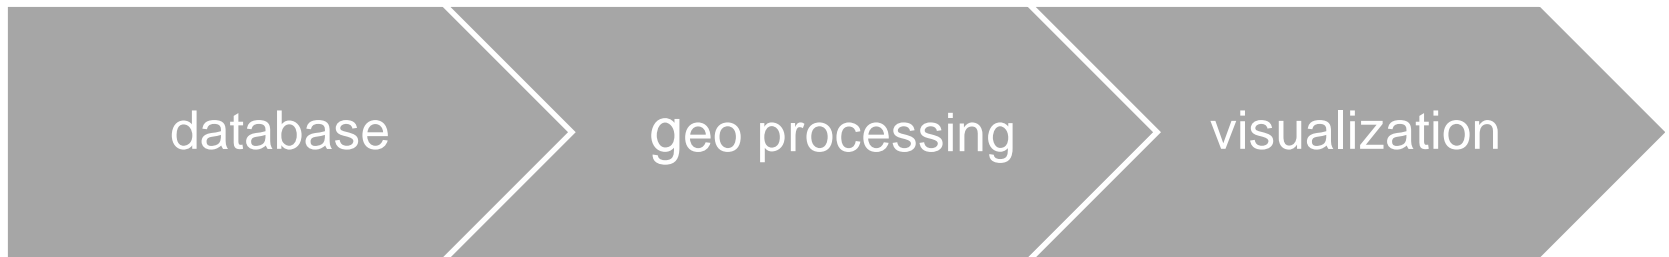 database
geo processing
visualization